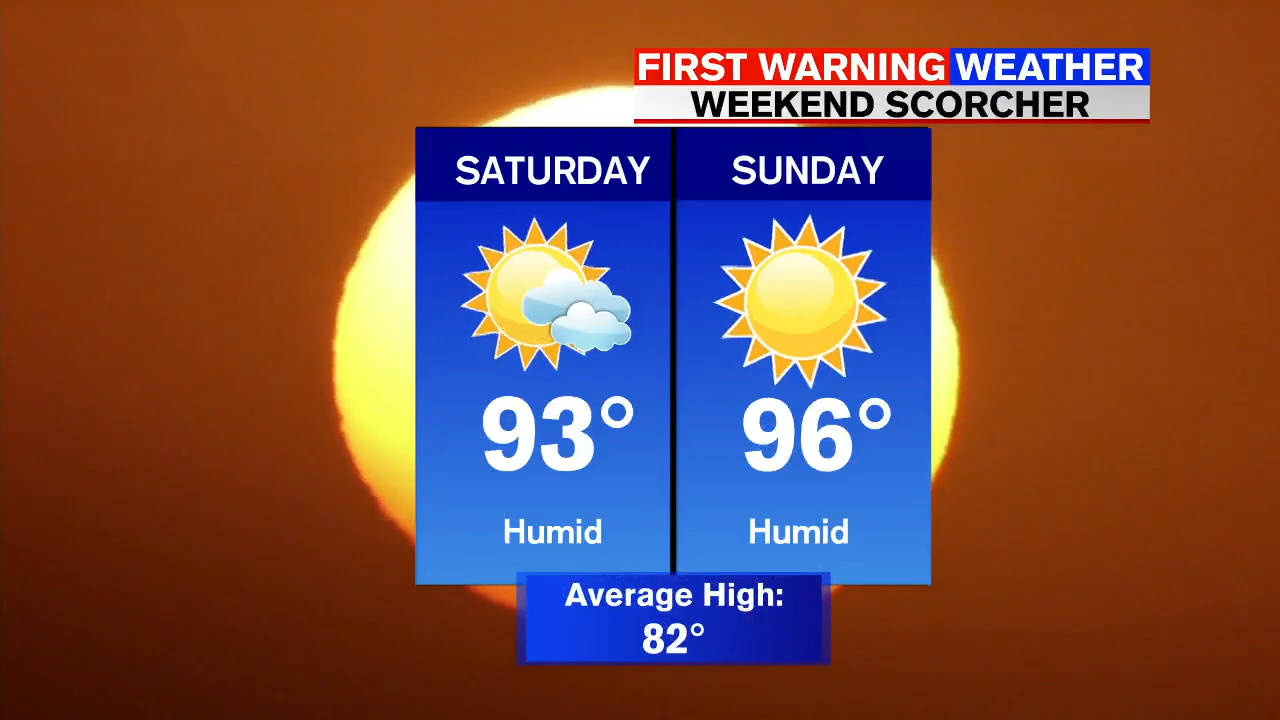 FIRST WARNING WEATHER
WEEKEND SCORCHER
SATURDAY
SUNDAY
93°
96°
Humid
Humid
Average High:
82°